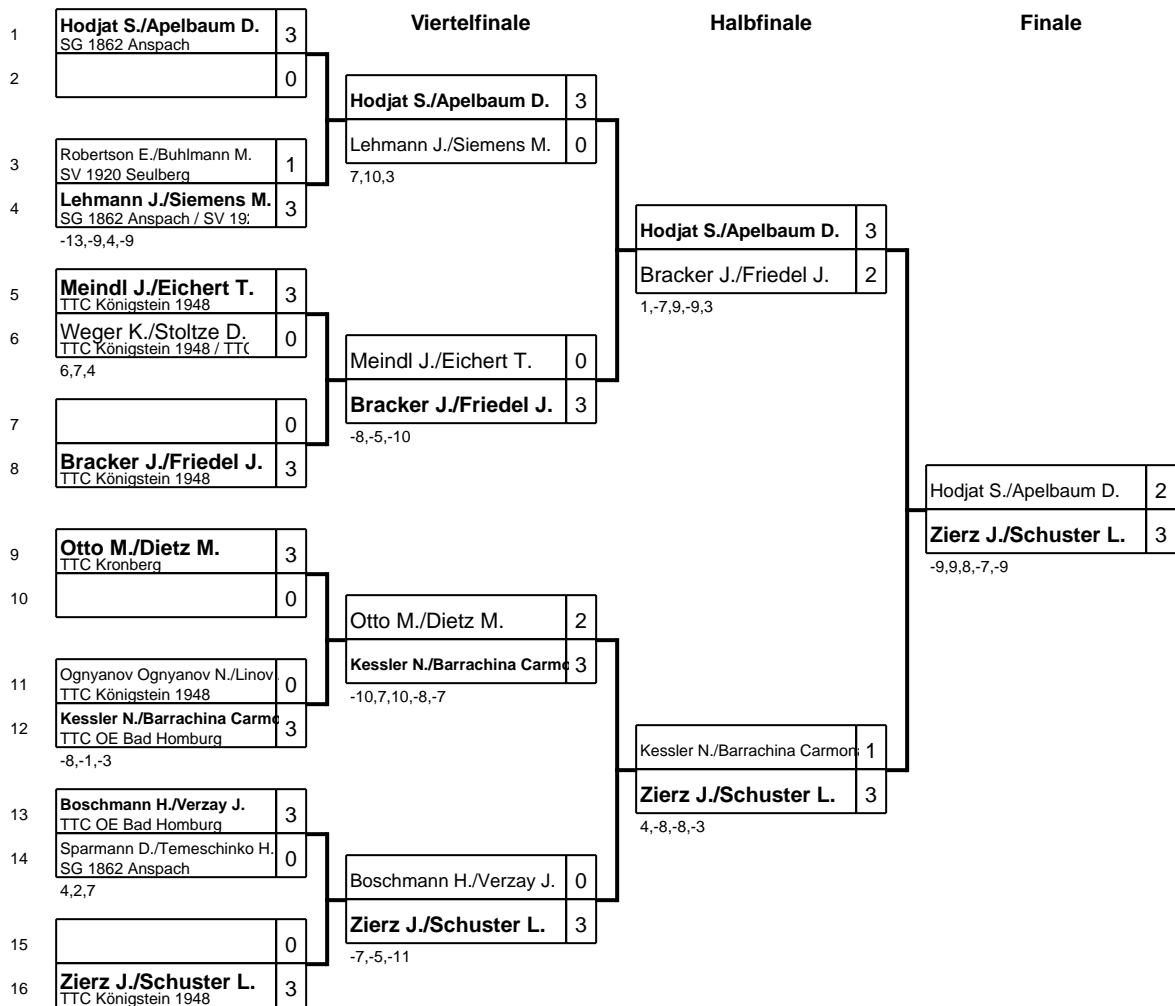 Viertelfinale
Halbfinale
Finale
1
Hodjat S./Apelbaum D.
3
SG 1862 Anspach
2
0
3
Robertson E./Buhlmann M.
1
SV 1920 Seulberg
4
Lehmann J./Siemens M.
3
SG 1862 Anspach / SV 192
-13,-9,4,-9
5
Meindl J./Eichert T.
3
TTC Königstein 1948
6
Weger K./Stoltze D.
0
TTC Königstein 1948 / TTC
6,7,4
7
0
8
Bracker J./Friedel J.
3
TTC Königstein 1948
9
Otto M./Dietz M.
3
TTC Kronberg
10
0
11
Ognyanov Ognyanov N./Linov
0
TTC Königstein 1948
12
Kessler N./Barrachina Carmo
3
TTC OE Bad Homburg
-8,-1,-3
13
Boschmann H./Verzay J.
3
TTC OE Bad Homburg
14
Sparmann D./Temeschinko H.
0
SG 1862 Anspach
4,2,7
15
0
16
Zierz J./Schuster L.
3
TTC Königstein 1948
Hodjat S./Apelbaum D.
3
Lehmann J./Siemens M.
0
7,10,3
Meindl J./Eichert T.
0
Bracker J./Friedel J.
3
-8,-5,-10
Otto M./Dietz M.
2
Kessler N./Barrachina Carmo
3
-10,7,10,-8,-7
Boschmann H./Verzay J.
0
Zierz J./Schuster L.
3
-7,-5,-11
Hodjat S./Apelbaum D.
3
Bracker J./Friedel J.
2
1,-7,9,-9,3
Kessler N./Barrachina Carmona
1
Zierz J./Schuster L.
3
4,-8,-8,-3
Hodjat S./Apelbaum D.
2
Zierz J./Schuster L.
3
-9,9,8,-7,-9